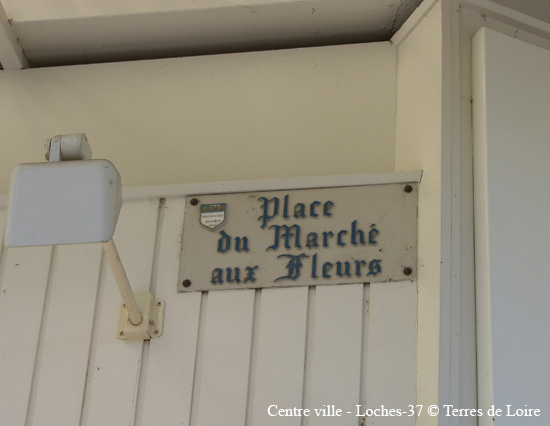 Place
du Marché
aux Fleurs
Centre ville - Loches-37 © Terres de Loire